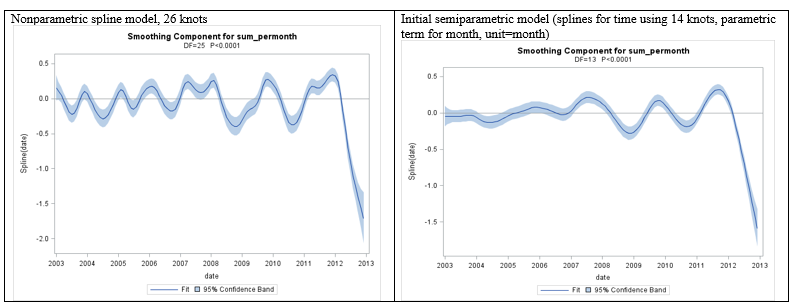 Nonparametric spline model, 26 knots
Smoothing Component for sum_permonth
DF=25 P<0.0001
0.5
0.0
-0.5
-1.0
-1.5
-2.0
Spline(date)
2003 2004 2005 2006 2007 2008 2009 2010 2011 2012 2013
date
Fit 95% Confidence Band
Initial semiparametric model (splines for time using 14 knots, parametric
term for month, unit=month)
Smoothing Component for sum_permonth
DF=13 P<0.0001
0.5
0.0
-0.5
-1.0
-1.5
Spline(date)
2003 2004 2005 2006 2007 2008 2009 2010 2011 2012 2013
date
Fit 95% Confidence Band